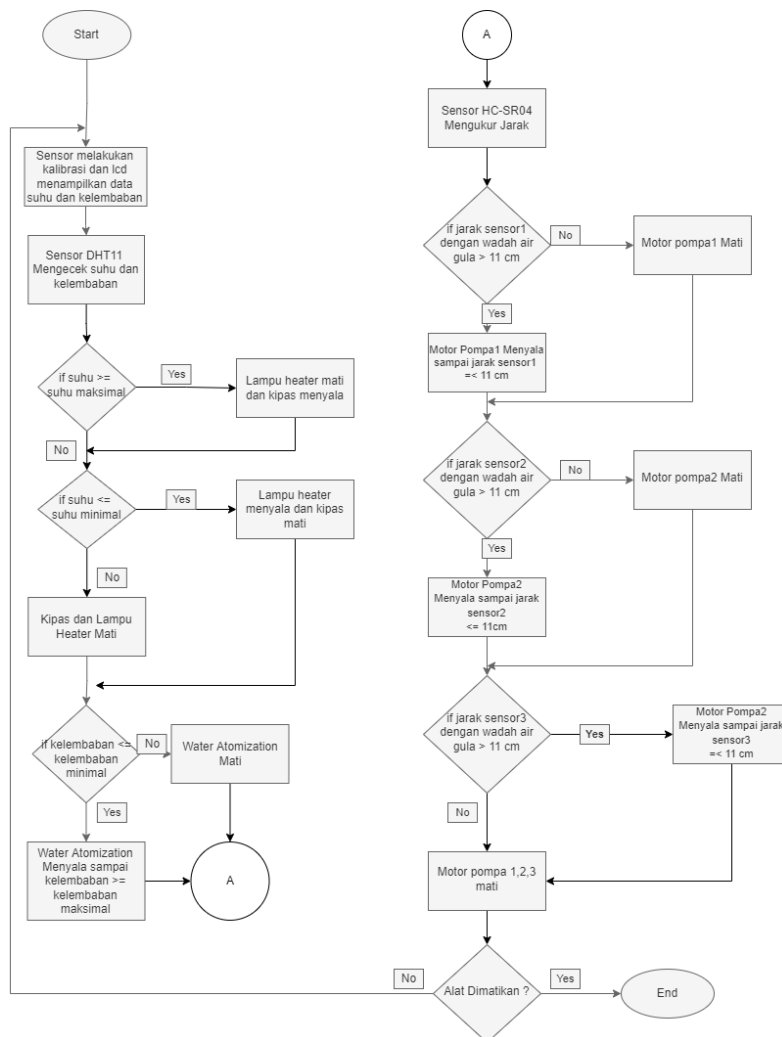 Start
Sensor melakukan
kalibrasi dan lcd
menampilkan data
suhu dan kelembaban
Sensor DHT11
Mengecek suhu dan
kelembaban
if suhu >=
suhu maksimal
Yes
Lampu heater mati
dan kipas menyala
No
if suhu <=
suhu minimal
Yes
Lampu heater
menyala dan kipas
mati
No
Kipas dan Lampu
Heater Mati
if kelembaban <=
kelembaban
minimal
No
Water Atomization
Mati
Yes
Water Atomization
Menyala sampai
kelembaban >=
kelembaban
maksimal
A
A
Sensor HC-SR04
Mengukur Jarak
if jarak sensor1
dengan wadah air
gula > 11 cm
No
Motor pompa1 Mati
Yes
Motor Pompa1 Menyala
sampai jarak sensor1
=< 11 cm
if jarak sensor2
dengan wadah air
gula > 11 cm
No
Motor pompa2 Mati
Yes
Motor Pompa2
Menyala sampai jarak
sensor2
<= 11cm
if jarak sensor3
dengan wadah air
gula > 11 cm
Yes
Motor Pompa2
Menyala sampai jarak
sensor3
=< 11 cm
No
Motor pompa 1,2,3
mati
No
Alat Dimatikan ?
Yes
End